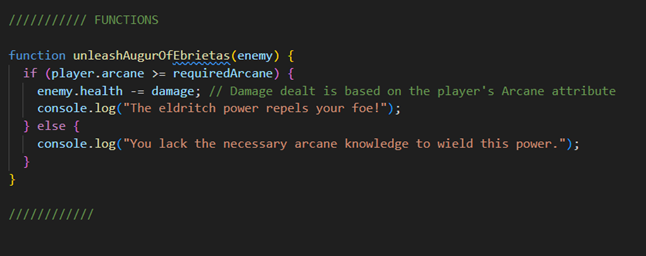 /////////// FUNCTIONS
function unleashAugurOfEbrietas(enemy) {
if (player.arcane >= requiredArcane) {
enemy.health -= damage; // Damage dealt is based on the player's Arcane attribute
console.log("The eldritch power repels your foe!");
} else {
console.log("You lack the necessary arcane knowledge to wield this power.");
}
}
////////////